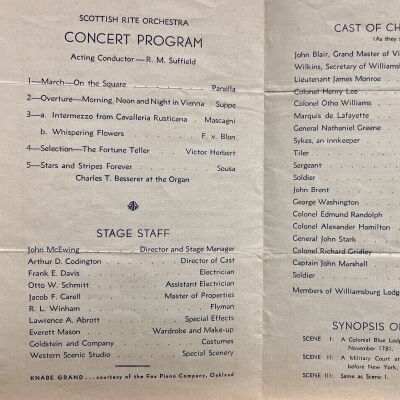 SCOTTISH RITE ORCHESTRA
CONCERT PROGRAM
Acting Conductor—R. M. Suffield
1—March—On the Square Panella
2—Overture—Morning, Noon and Night in Vienna Suppe
3—a. Intermezzo from Cavalleria Rusticana Mascagni
b. Whispering Flowers F. v. Blon
4—Selection—The Fortune Teller Victor Herbert
5—Stars and Stripes Forever Sousa
Charles T. Besserer at the Organ
STAGE STAFF
John McEwing Director and Stage Manager
Arthur D. Codington Director of Cast
Frank E. Davis Electrician
Otto W. Schmitt Assistant Electrician
Jacob F. Carell Master of Properties
R. L. Winham Flyman
Lawrence A. Abrott Special Effects
Everett Mason Wardrobe and Make-up
Goldstein and Company Costumes
Western Scenic Studio Special Scenery
KNABE GRAND . . . courtesy of the Fox Piano Company, Oakland
CAST OF CH
(As they
John Blair, Grand Master of Vi
Wilkins, Secretary of Williamsb
Lieutenant James Monroe
Colonel Henry Lee
Colonel Otho Williams
Marquis de Lafayette
General Nathaniel Greene
Sykes, an innkeeper
Tiler
Sergeant
Soldier
John Brent
George Washington
Colonel Edmund Randolph
Colonel Alexander Hamilton
General John Stark
Colonel Richard Gridley
Captain John Marshall
Soldier
Members of Williamsburg Lodg
SYNOPSIS O
SCENE I: A Colonial Blue Lod
November 1781.
SCENE II: A Military Court at
before New York,
SCENE III: Same as Scene 1.